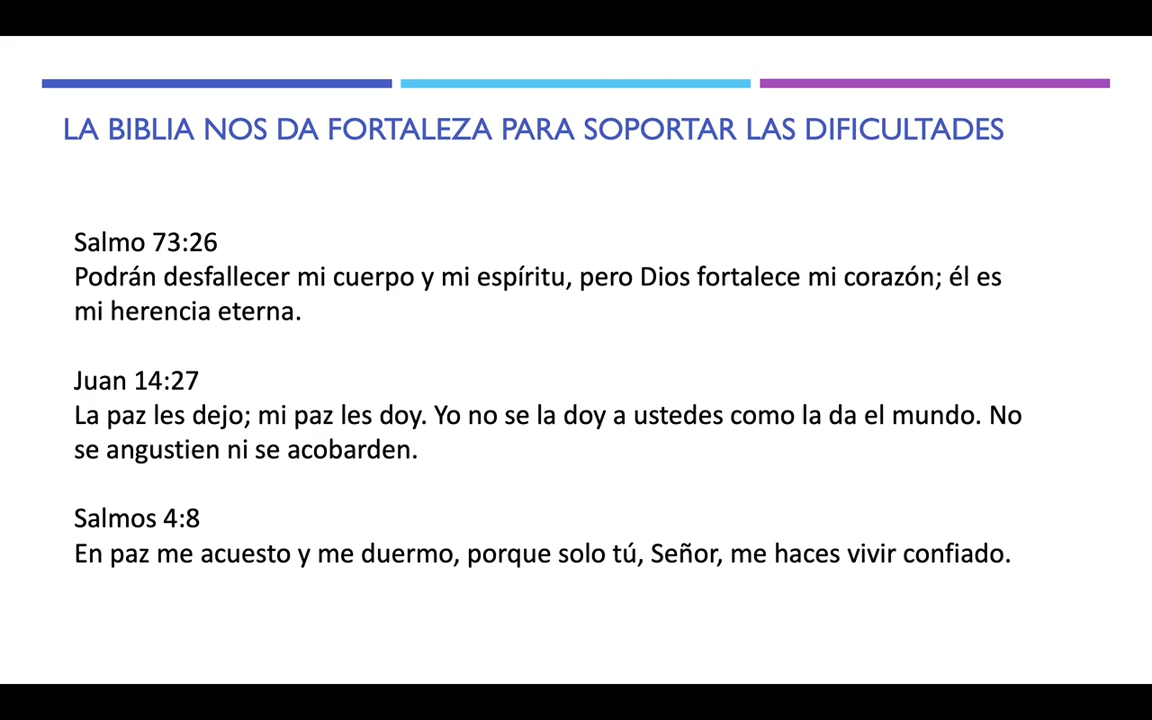 LA BIBLIA NOS DA FORTALEZA PARA SOPORTAR LAS DIFICULTADES
Salmo 73:26
Podrán desfallecer mi cuerpo y mi espíritu, pero Dios fortalece mi corazón; él es
mi herencia eterna.
Juan 14:27
La paz les dejo; mi paz les doy. Yo no se la doy a ustedes como la da el mundo. No
se angustien ni se acobarden.
Salmos 4:8
En paz me acuesto y me duermo, porque solo tú, Señor, me haces vivir confiado.